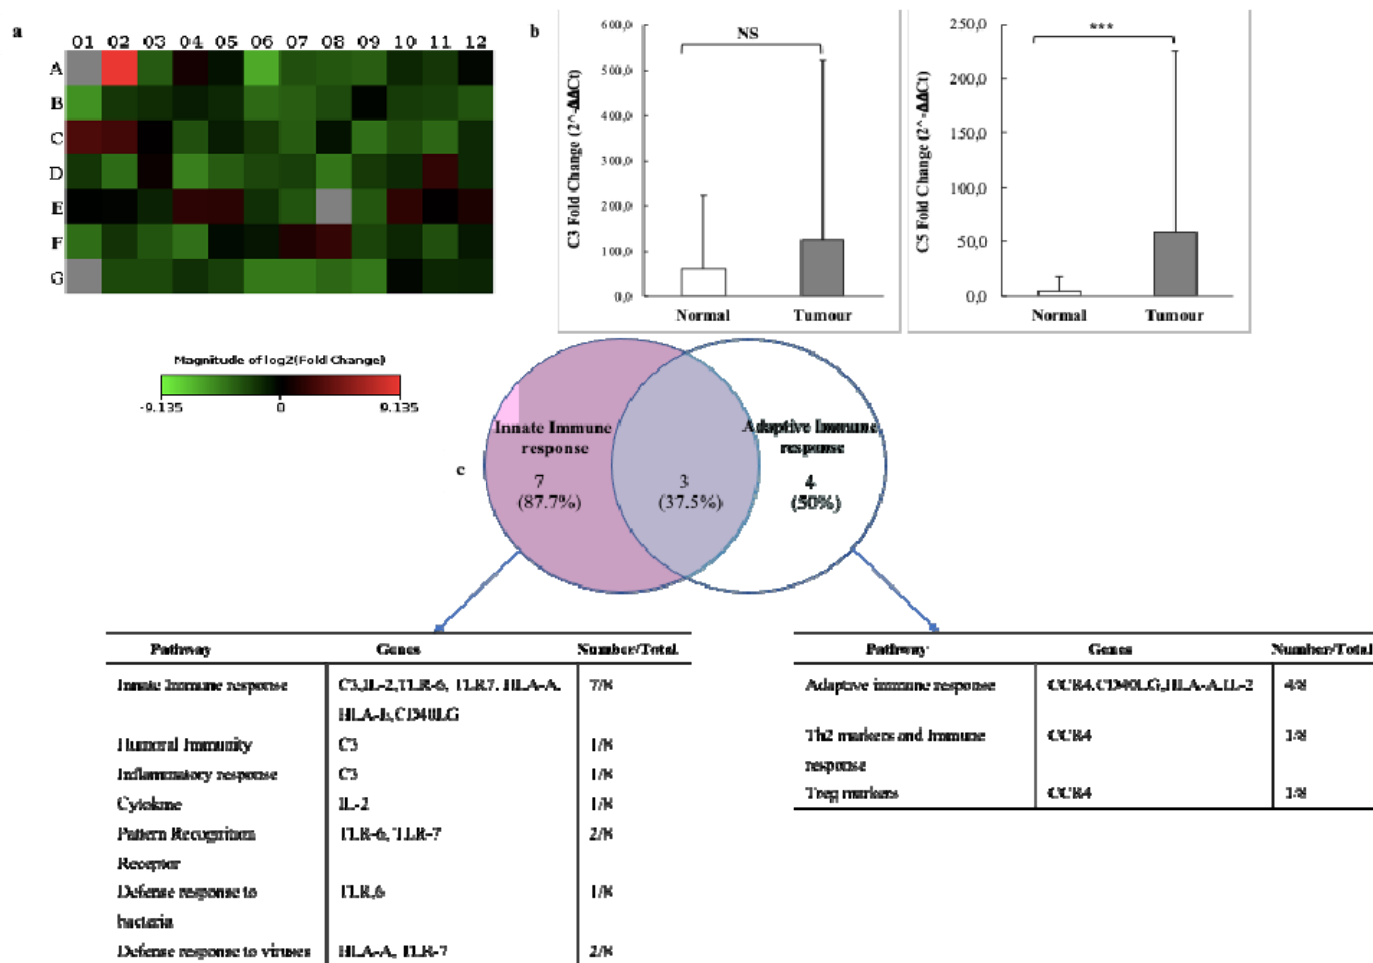 a
01 02 03 04 05 06 07 08 09 10 11 12
A
B
C
D
E
F
G
Magnitude of log2(Fold Change)
-9.135 0 9.135
b
C3 Fold Change (2^-ΔΔCt)
600,0
500,0
400,0
300,0
200,0
100,0
0,0
NS
Normal Tumour
C5 Fold Change (2^-ΔΔCt)
250,0
200,0
150,0
100,0
50,0
0,0
***
Normal Tumour
c
Innate Immune
response
7
(87.7%)
3
(37.5%)
Adaptive Immune
response
4
(50%)
Pathway Genes Number/Total
Innate Immune response C3,IL-2,TLR-6, TLR7. HLA-A. 7/8
HLA-E,CD40LG
Humoral Immunity C3 1/8
Inflammatory response C3 1/8
Cytokine IL-2 1/8
Pattern Recognition TLR-6, TLR-7 2/8
Receptor
Defense response to TLR,6 1/8
bacteria
Defense response to viruses HLA-A, TLR-7 2/8
Pathway Genes Number/Total
Adaptive immune response CCR4,CD40LG,HLA-A,IL-2 4/8
Th2 markers and Immune CCR4 1/8
response
Treg markers CCR4 1/8